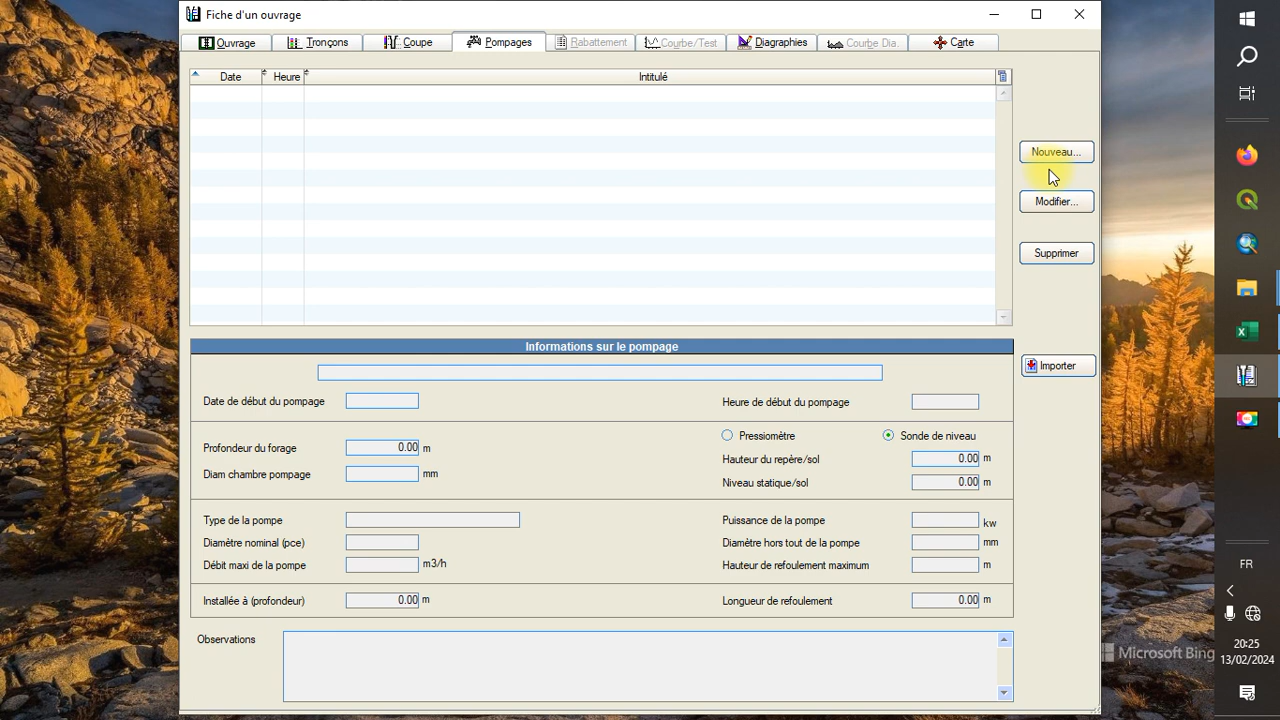 Fiche d'un ouvrage
Ouvrage
Tronçons
Coupe
Pompages
Rabattement
Courbe/Test
Diagraphies
Courbe Dia.
Carte
Date
Heure
Intitulé
Nouveau...
Modifier...
Supprimer
Informations sur le pompage
Importer
Date de début du pompage
Heure de début du pompage
Pressiomètre
Sonde de niveau
Profondeur du forage 0.00 m
Hauteur du repère/sol 0.00 m
Diam chambre pompage mm
Niveau statique/sol 0.00 m
Type de la pompe
Puissance de la pompe kw
Diamètre nominal (pce)
Diamètre hors tout de la pompe mm
Débit maxi de la pompe m3/h
Hauteur de refoulement maximum m
Installée à (profondeur) 0.00 m
Longueur de refoulement 0.00 m
Observations
FR
20:25
13/02/2024
Microsoft Bing